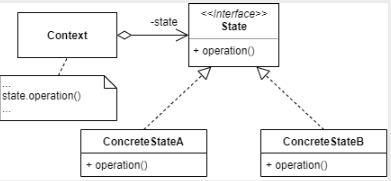 Context
-state
<<Interface>>
State
+ operation()
...
state.operation()
...
ConcreteStateA
+ operation()
ConcreteStateB
+ operation()